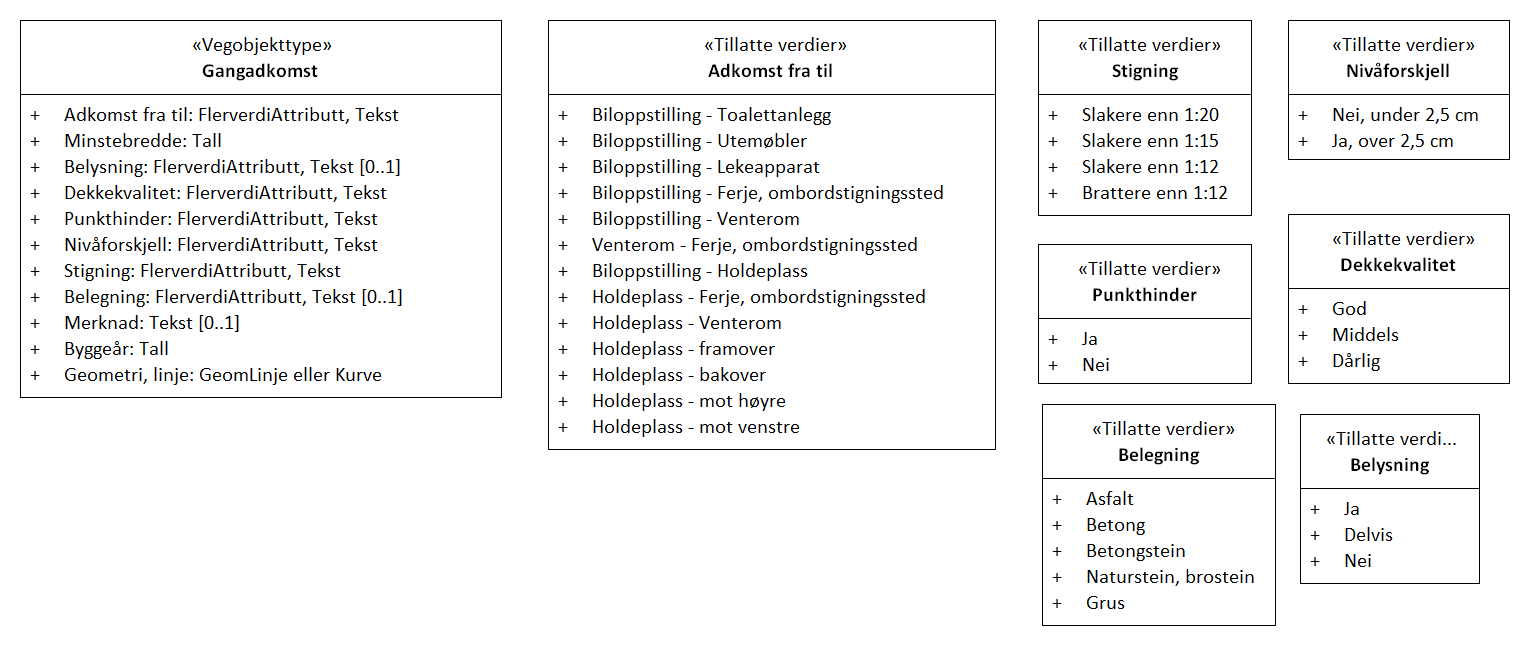 «Vegobjekttype»
Gangadkomst
+ Adkomst fra til: FlerverdiAttributt, Tekst
+ Minstebredde: Tall
+ Belysning: FlerverdiAttributt, Tekst [0..1]
+ Dekkekvalitet: FlerverdiAttributt, Tekst
+ Punkthinder: FlerverdiAttributt, Tekst
+ Nivåforskjell: FlerverdiAttributt, Tekst
+ Stigning: FlerverdiAttributt, Tekst
+ Belegning: FlerverdiAttributt, Tekst [0..1]
+ Merknad: Tekst [0..1]
+ Byggeår: Tall
+ Geometri, linje: GeomLinje eller Kurve
«Tillatte verdier»
Adkomst fra til
+ Biloppstilling - Toalettanlegg
+ Biloppstilling - Utemøbler
+ Biloppstilling - Lekeapparat
+ Biloppstilling - Ferje, ombordstigningssted
+ Biloppstilling - Venterom
+ Venterom - Ferje, ombordstigningssted
+ Biloppstilling - Holdeplass
+ Holdeplass - Ferje, ombordstigningssted
+ Holdeplass - Venterom
+ Holdeplass - framover
+ Holdeplass - bakover
+ Holdeplass - mot høyre
+ Holdeplass - mot venstre
«Tillatte verdier»
Stigning
+ Slakere enn 1:20
+ Slakere enn 1:15
+ Slakere enn 1:12
+ Brattere enn 1:12
«Tillatte verdier»
Nivåforskjell
+ Nei, under 2,5 cm
+ Ja, over 2,5 cm
«Tillatte verdier»
Punkthinder
+ Ja
+ Nei
«Tillatte verdier»
Dekkekvalitet
+ God
+ Middels
+ Dårlig
«Tillatte verdier»
Belegning
+ Asfalt
+ Betong
+ Betongstein
+ Naturstein, brostein
+ Grus
«Tillatte verdi...
Belysning
+ Ja
+ Delvis
+ Nei